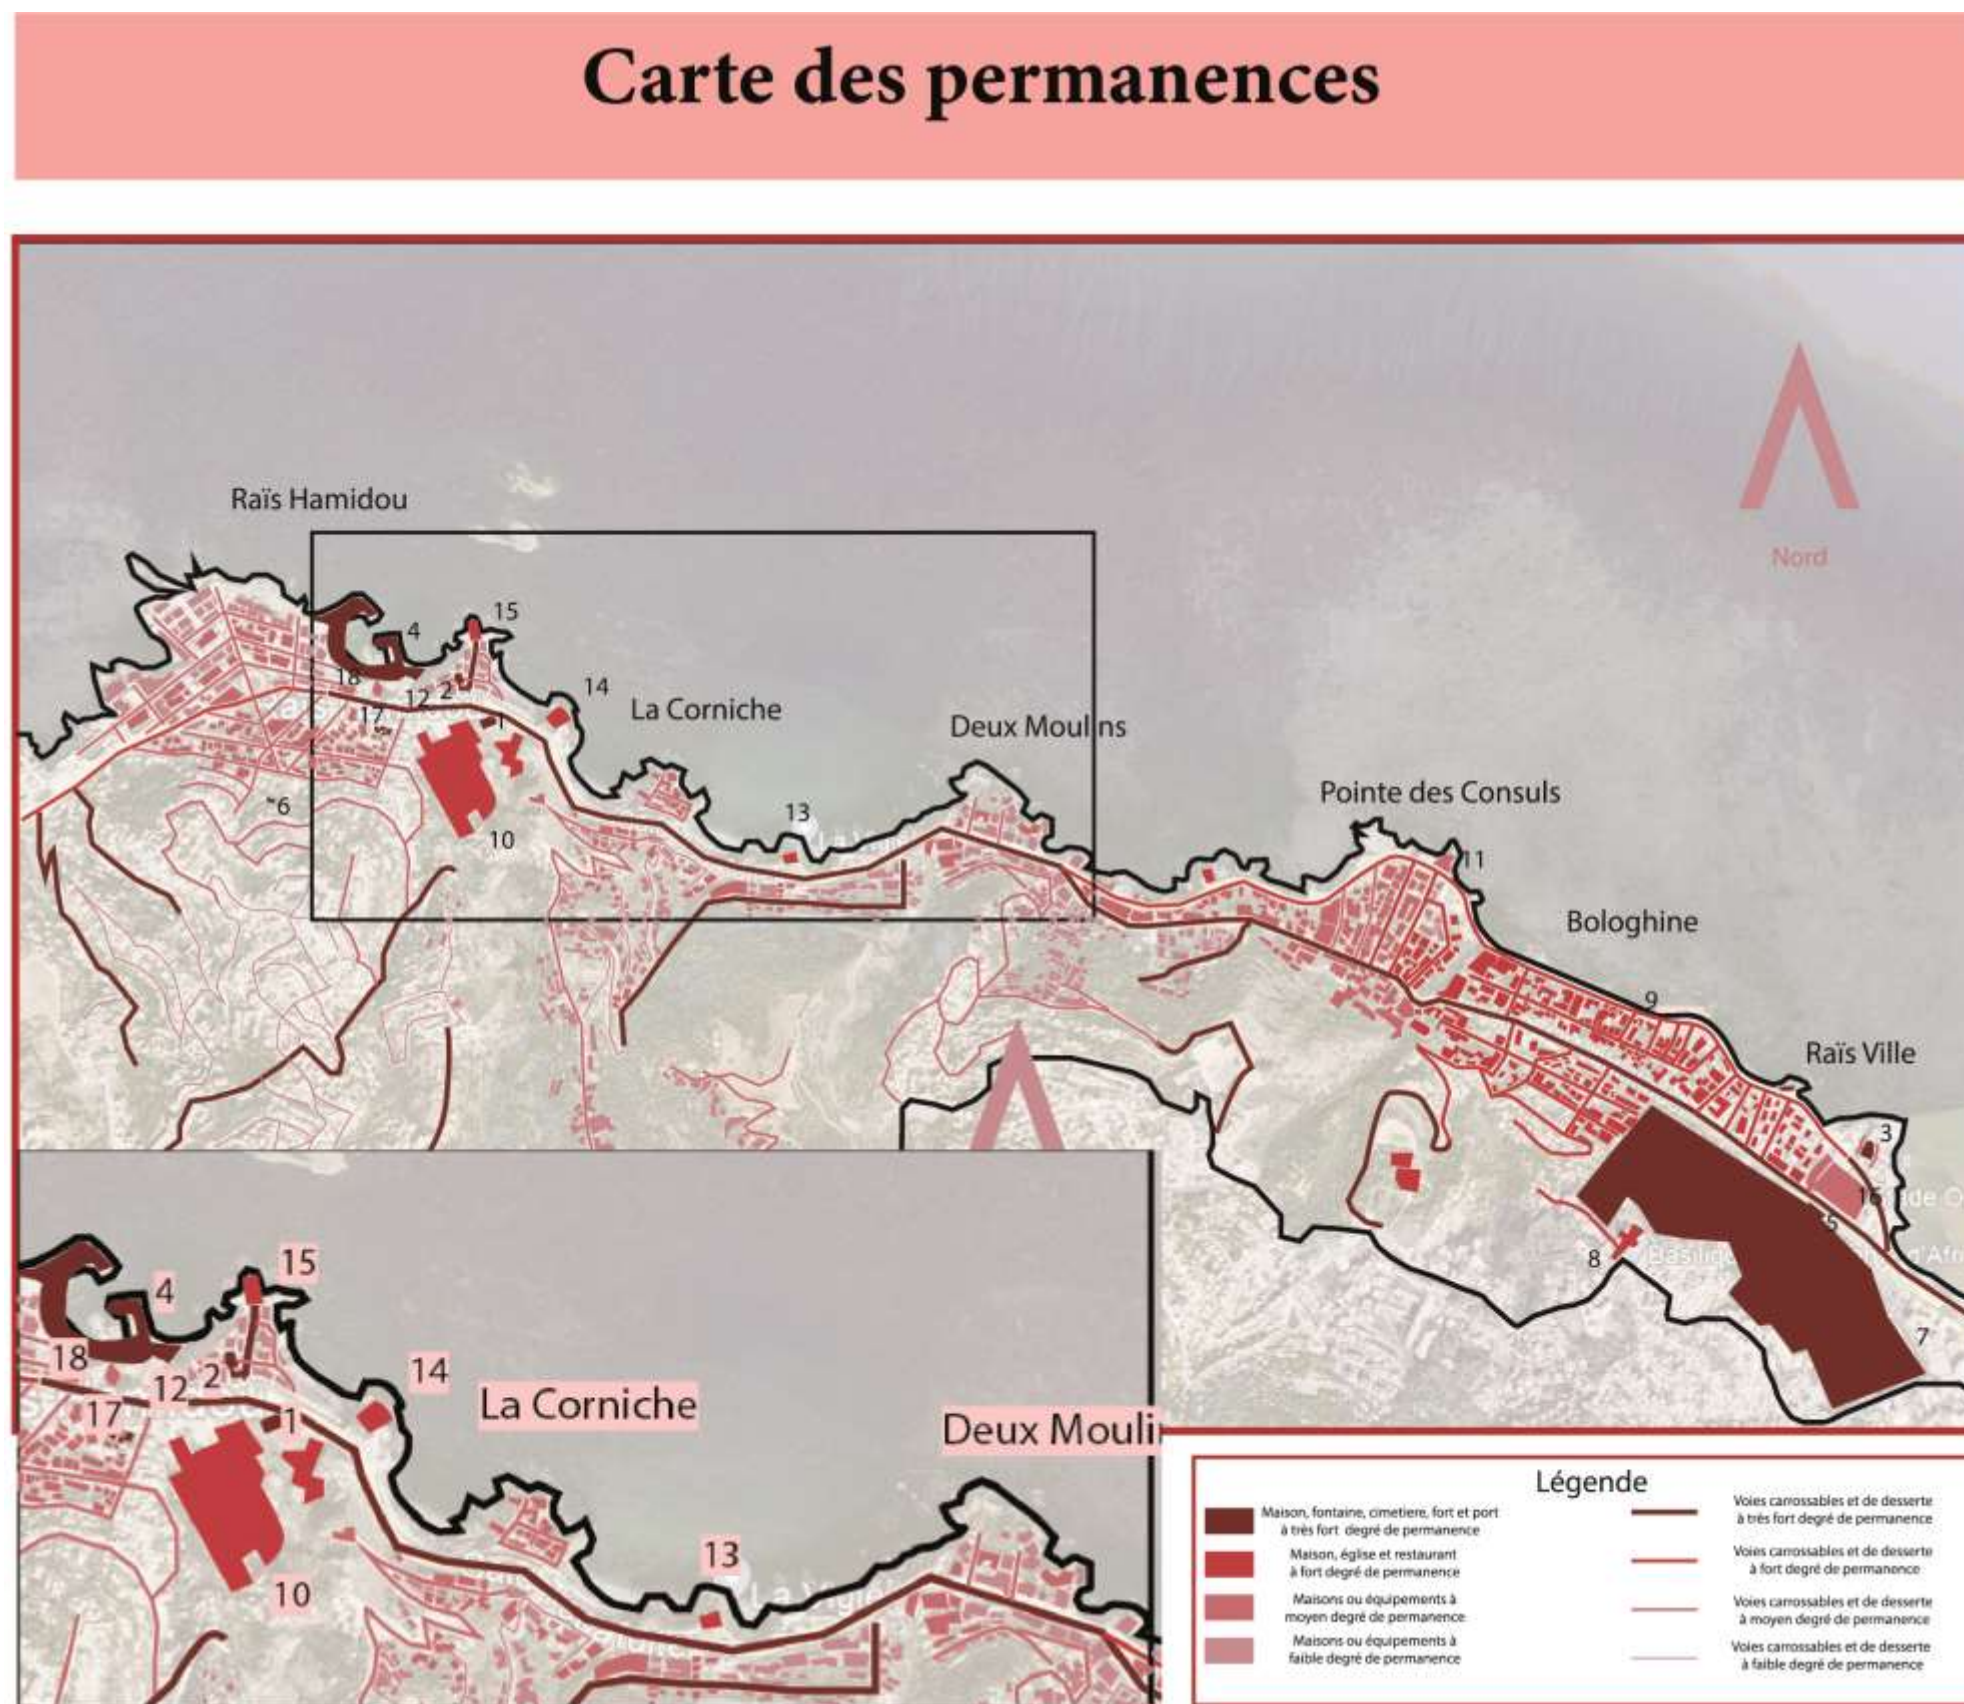 Carte des permanences
Nord
Raïs Hamidou
15
4
18
12
2
14
La Corniche
17
1
Deux Moulins
6
13
10
Pointe des Consuls
11
Bologhine
9
Raïs Ville
3
16
5
8
7
15
4
18
2
14
12
La Corniche
17
1
Deux Mouli
13
10
Légende
Maison, fontaine, cimetiere, fort et port
à très fort degré de permanence
Maison, église et restaurant
à fort degré de permanence
Maisons ou équipements à
moyen degré de permanence
Maisons ou équipements à
faible degré de permanence
Voies carrossables et de desserte
à très fort degré de permanence
Voies carrossables et de desserte
à fort degré de permanence
Voies carrossables et de desserte
à moyen degré de permanence
Voies carrossables et de desserte
à faible degré de permanence